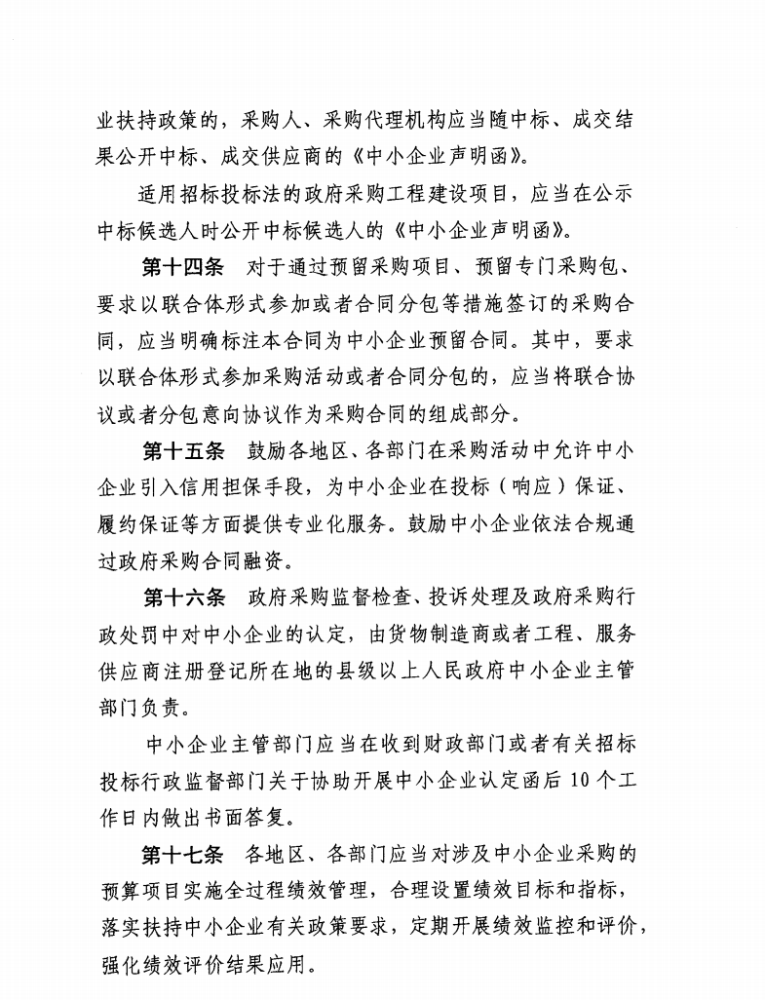 业扶持政策的，采购人、采购代理机构应当随中标、成交结
果公开中标、成交供应商的《中小企业声明函》。
适用招标投标法的政府采购工程建设项目，应当在公示
中标候选人时公开中标候选人的《中小企业声明函》。
第十四条 对于通过预留采购项目、预留专门采购包、
要求以联合体形式参加或者合同分包等措施签订的采购合
同，应当明确标注本合同为中小企业预留合同。其中，要求
以联合体形式参加采购活动或者合同分包的，应当将联合协
议或者分包意向协议作为采购合同的组成部分。
第十五条 鼓励各地区、各部门在采购活动中允许中小
企业引入信用担保手段，为中小企业在投标（响应）保证、
履约保证等方面提供专业化服务。鼓励中小企业依法合规通
过政府采购合同融资。
第十六条 政府采购监督检查、投诉处理及政府采购行
政处罚中对中小企业的认定，由货物制造商或者工程、服务
供应商注册登记所在地的县级以上人民政府中小企业主管
部门负责。
中小企业主管部门应当在收到财政部门或者有关招标
投标行政监督部门关于协助开展中小企业认定函后 10 个工
作日内做出书面答复。
第十七条 各地区、各部门应当对涉及中小企业采购的
预算项目实施全过程绩效管理，合理设置绩效目标和指标，
落实扶持中小企业有关政策要求，定期开展绩效监控和评价，
强化绩效评价结果应用。